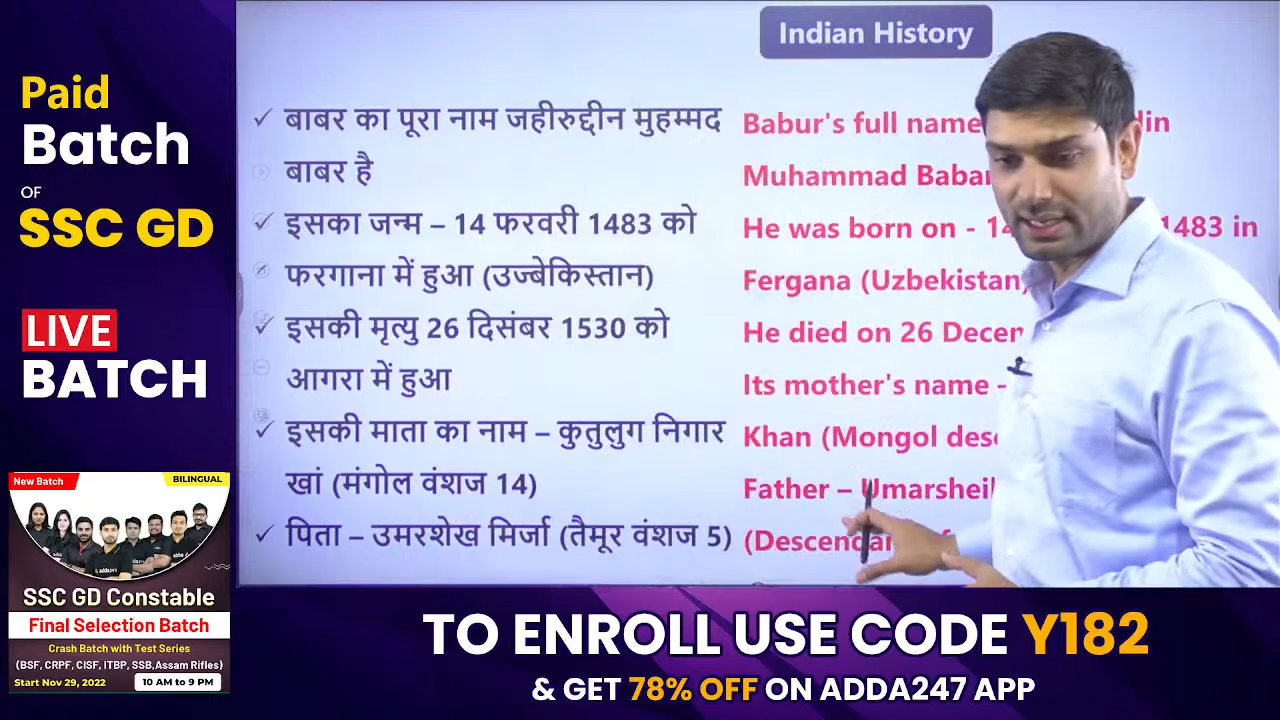 Paid
Batch
OF
SSC GD
LIVE
BATCH
New Batch
BILINGUAL
SSC GD Constable
Final Selection Batch
Crash Batch with Test Series
(BSF, CRPF, CISF, ITBP, SSB,Assam Rifles)
Start Nov 29, 2022
10 AM to 9 PM
Indian History
✓ बाबर का पूरा नाम जहीरुद्दीन मुहम्मद
बाबर है
✓ इसका जन्म – 14 फरवरी 1483 को
फरगाना में हुआ (उज्बेकिस्तान)
✓ इसकी मृत्यु 26 दिसंबर 1530 को
आगरा में हुआ
✓ इसकी माता का नाम – कुतुलुग निगार
खां (मंगोल वंशज 14)
✓ पिता – उमरशेख मिर्जा (तैमूर वंशज 5)
Babur's full name
Muhammad Babar
He was born on - 14 1483 in
Fergana (Uzbekistan)
He died on 26
Its mother's name -
Khan (Mongol
Father – Umarsheik
TO ENROLL USE CODE Y182
& GET 78% OFF ON ADDA247 APP